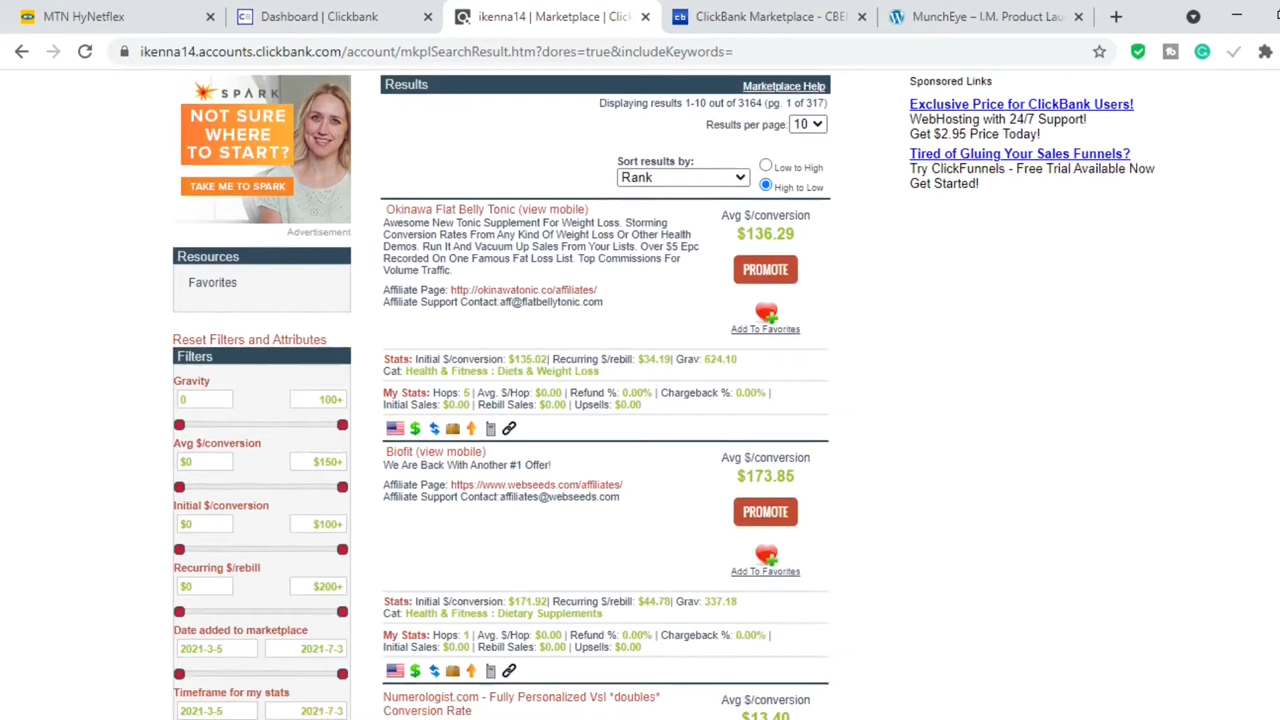 MTN HyNetflex
Dashboard | Clickbank
ikenna14 | Marketplace | Clic
ClickBank Marketplace - CBE
MunchEye – I.M. Product Lau
ikenna14.accounts.clickbank.com/account/mkplSearchResult.htm?dores=true&includeKeywords=
SPARK
NOT SURE
WHERE
TO START?
TAKE ME TO SPARK
Advertisement
Resources
Favorites
Reset Filters and Attributes
Filters
Gravity
0 100+
Avg $/conversion
$0 $150+
Initial $/conversion
$0 $100+
Recurring $/rebill
$0 $200+
Date added to marketplace
2021-3-5 2021-7-3
Timeframe for my stats
2021-3-5 2021-7-3
Results Marketplace Help
Displaying results 1-10 out of 3164 (pg. 1 of 317)
Results per page: 10
Sort results by:
Rank
Low to High
High to Low
Okinawa Flat Belly Tonic (view mobile)
Awesome New Tonic Supplement For Weight Loss. Storming
Conversion Rates From Any Kind Of Weight Loss Or Other Health
Demos. Run It And Vacuum Up Sales From Your Lists. Over $5 Epc
Recorded On One Famous Fat Loss List. Top Commissions For
Volume Traffic.
Affiliate Page: http://okinawatonic.co/affiliates/
Affiliate Support Contact:aff@flatbellytonic.com
Avg $/conversion
$136.29
PROMOTE
Add To Favorites
Stats: Initial $/conversion: $135.02| Recurring $/rebill: $34.19| Grav: 624.10
Cat: Health & Fitness : Diets & Weight Loss
My Stats: Hops: 5 | Avg. $/Hop: $0.00 | Refund %: 0.00% | Chargeback %: 0.00% |
Initial Sales: $0.00 | Rebill Sales: $0.00 | Upsells: $0.00
Biofit (view mobile)
We Are Back With Another #1 Offer!
Affiliate Page: https://www.webseeds.com/affiliates/
Affiliate Support Contact:affiliates@webseeds.com
Avg $/conversion
$173.85
PROMOTE
Add To Favorites
Stats: Initial $/conversion: $171.92| Recurring $/rebill: $44.78| Grav: 337.18
Cat: Health & Fitness : Dietary Supplements
My Stats: Hops: 1 | Avg. $/Hop: $0.00 | Refund %: 0.00% | Chargeback %: 0.00% |
Initial Sales: $0.00 | Rebill Sales: $0.00 | Upsells: $0.00
Numerologist.com - Fully Personalized Vsl *doubles*
Conversion Rate
Avg $/conversion
$13.40
Sponsored Links
Exclusive Price for ClickBank Users!
WebHosting with 24/7 Support!
Get $2.95 Price Today!
Tired of Gluing Your Sales Funnels?
Try ClickFunnels - Free Trial Available Now
Get Started!